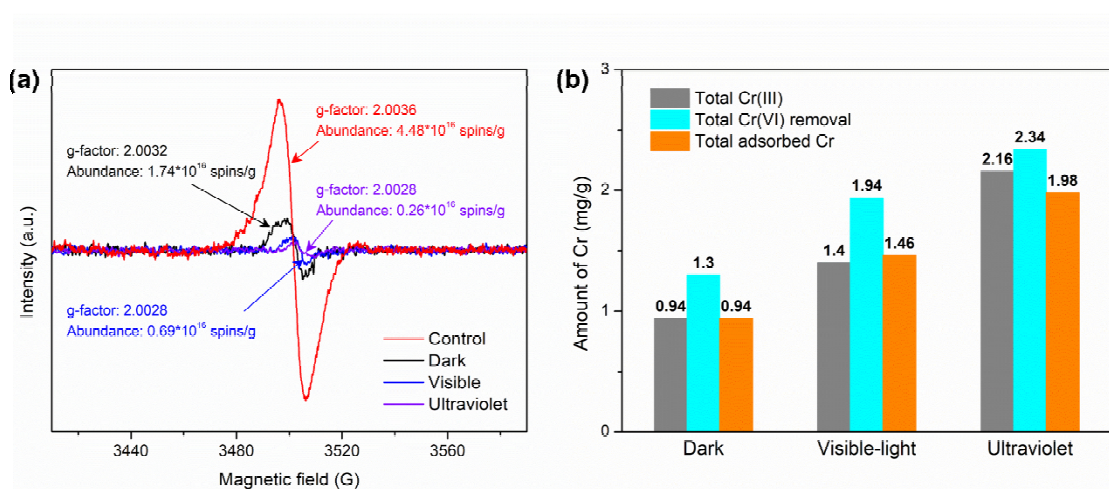 (a)
g-factor: 2.0036
Abundance: 4.48*10^16 spins/g
g-factor: 2.0032
Abundance: 1.74*10^16 spins/g
g-factor: 2.0028
Abundance: 0.26*10^16 spins/g
g-factor: 2.0028
Abundance: 0.69*10^16 spins/g
Control
Dark
Visible
Ultraviolet
Intensity (a.u.)
3440 3480 3520 3560
Magnetic field (G)
(b)
Total Cr(III)
Total Cr(VI) removal
Total adsorbed Cr
Amount of Cr (mg/g)
3
2
1
0
0.94 1.3 0.94
1.4 1.94 1.46
2.16 2.34 1.98
Dark Visible-light Ultraviolet